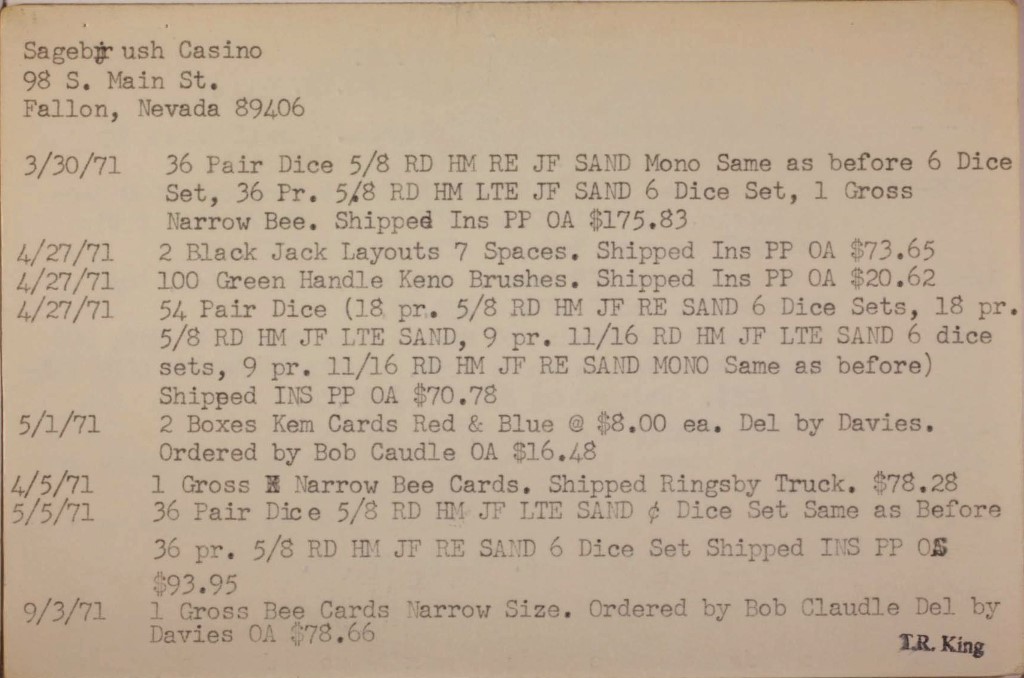 Sagebrush Casino
98 S. Main St.
Fallon, Nevada 89406
3/30/71 36 Pair Dice 5/8 RD HM RE JF SAND Mono Same as before 6 Dice
Set, 36 Pr. 5/8 RD HM LTE JF SAND 6 Dice Set, 1 Gross
Narrow Bee. Shipped Ins PP OA $175.83
4/27/71 2 Black Jack Layouts 7 Spaces. Shipped Ins PP OA $73.65
4/27/71 100 Green Handle Keno Brushes. Shipped Ins PP OA $20.62
4/27/71 54 Pair Dice (18 pr. 5/8 RD HM JF RE SAND 6 Dice Sets, 18 pr.
5/8 RD HM JF LTE SAND, 9 pr. 11/16 RD HM JF LTE SAND 6 dice
sets, 9 pr. 11/16 RD HM JF RE SAND MONO Same as before)
Shipped INS PP OA $70.78
5/1/71 2 Boxes Kem Cards Red & Blue @ $8.00 ea. Del by Davies.
Ordered by Bob Caudle OA $16.48
4/5/71 1 Gross Narrow Bee Cards. Shipped Ringsby Truck. $78.28
5/5/71 36 Pair Dice 5/8 RD HM JF LTE SAND ¢ Dice Set Same as Before
36 pr. 5/8 RD HM JF RE SAND 6 Dice Set Shipped INS PP OS
$93.95
9/3/71 1 Gross Bee Cards Narrow Size. Ordered by Bob Claudle Del by
Davies OA $78.66
T.R. King